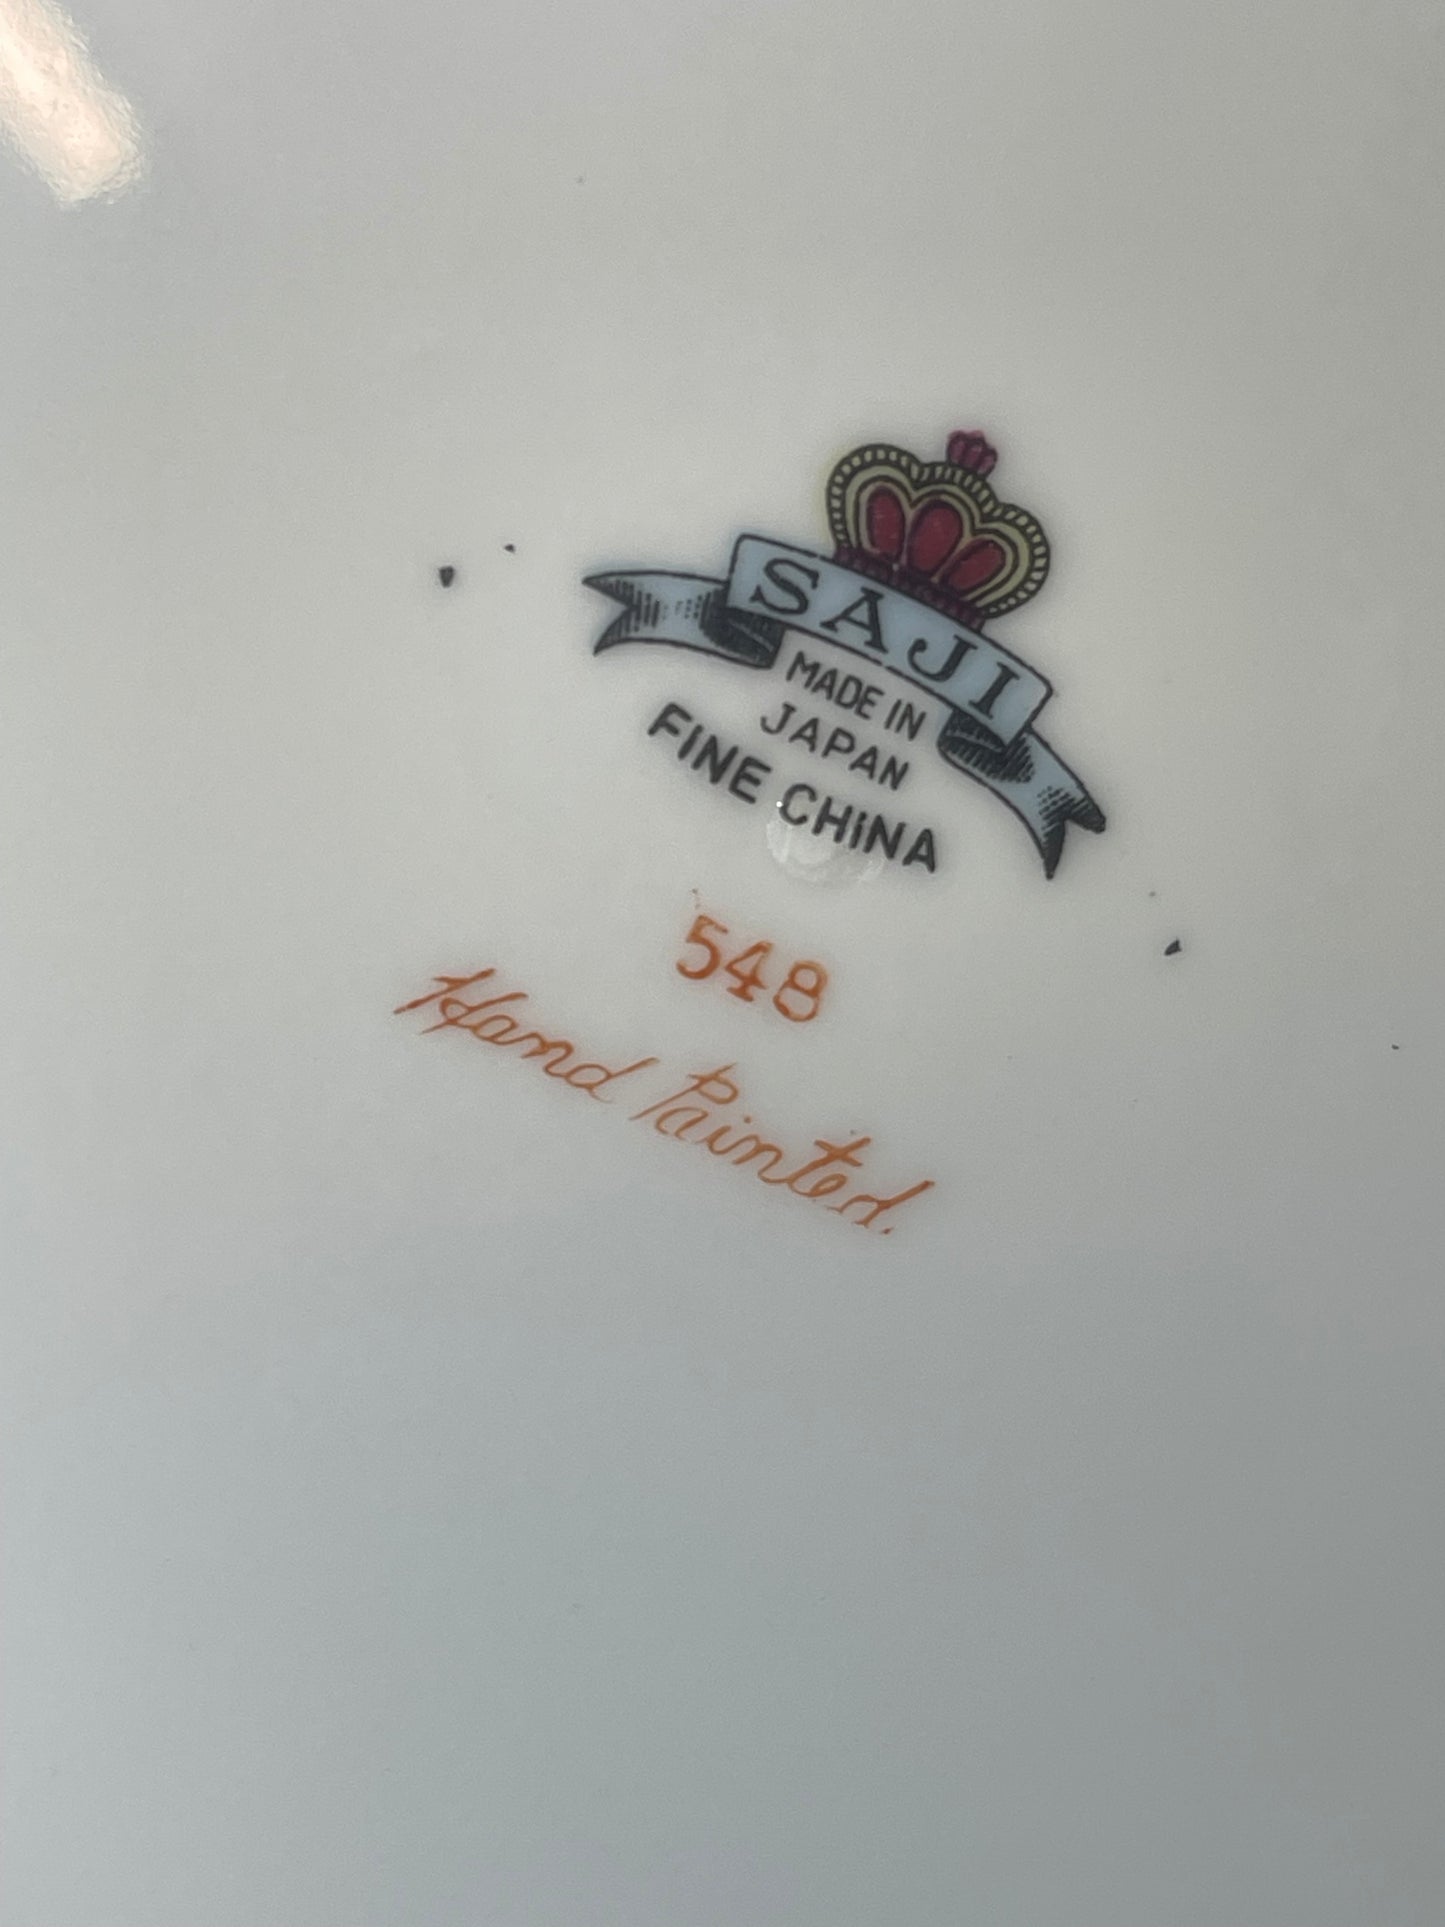 SAJI
MADE IN
JAPAN
FINE CHINA
548
Hand Painted.